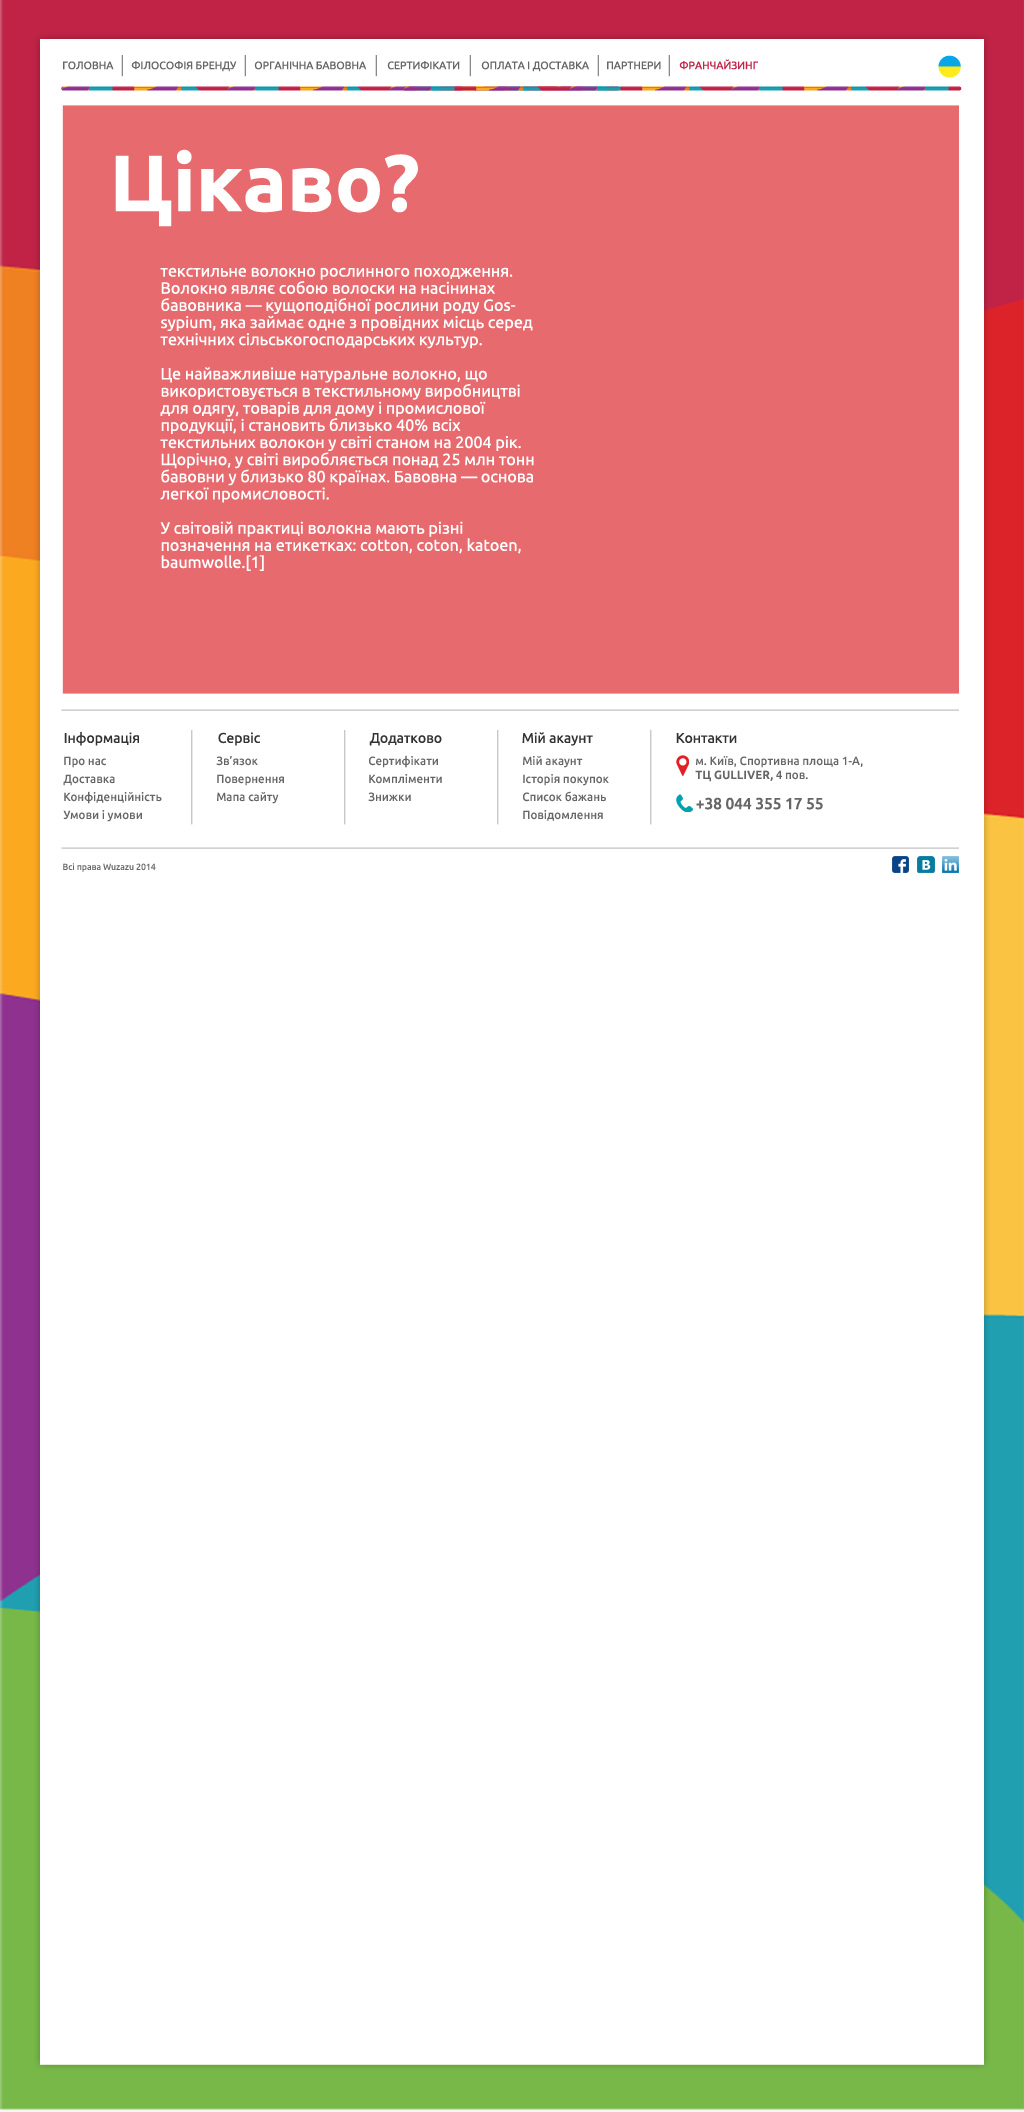 ГОЛОВНА ФІЛОСОФІЯ БРЕНДУ ОРГАНІЧНА БАВОВНА СЕРТИФІКАТИ ОПЛАТА І ДОСТАВКА ПАРТНЕРИ ФРАНЧАЙЗИНГ
Цікаво?
текстильне волокно рослинного походження.
Волокно являє собою волоски на насінинах
бавовника — кущоподібної рослини роду Gos-
sypium, яка займає одне з провідних місць серед
технічних сільськогосподарських культур.
Це найважливіше натуральне волокно, що
використовується в текстильному виробництві
для одягу, товарів для дому і промислової
продукції, і становить близько 40% всіх
текстильних волокон у світі станом на 2004 рік.
Щорічно, у світі виробляється понад 25 млн тонн
бавовни у близько 80 країнах. Бавовна — основа
легкої промисловості.
У світовій практиці волокна мають різні
позначення на етикетках: cotton, coton, katoen,
baumwolle.[1]
Інформація
Про нас
Доставка
Конфіденційність
Умови і умови
Сервіс
Зв’язок
Повернення
Мапа сайту
Додатково
Сертифікати
Компліменти
Знижки
Мій акаунт
Мій акаунт
Історія покупок
Список бажань
Повідомлення
Контакти
м. Київ, Спортивна площа 1-А,
ТЦ GULLIVER, 4 пов.
+38 044 355 17 55
Всі права Wuzazu 2014
f B in